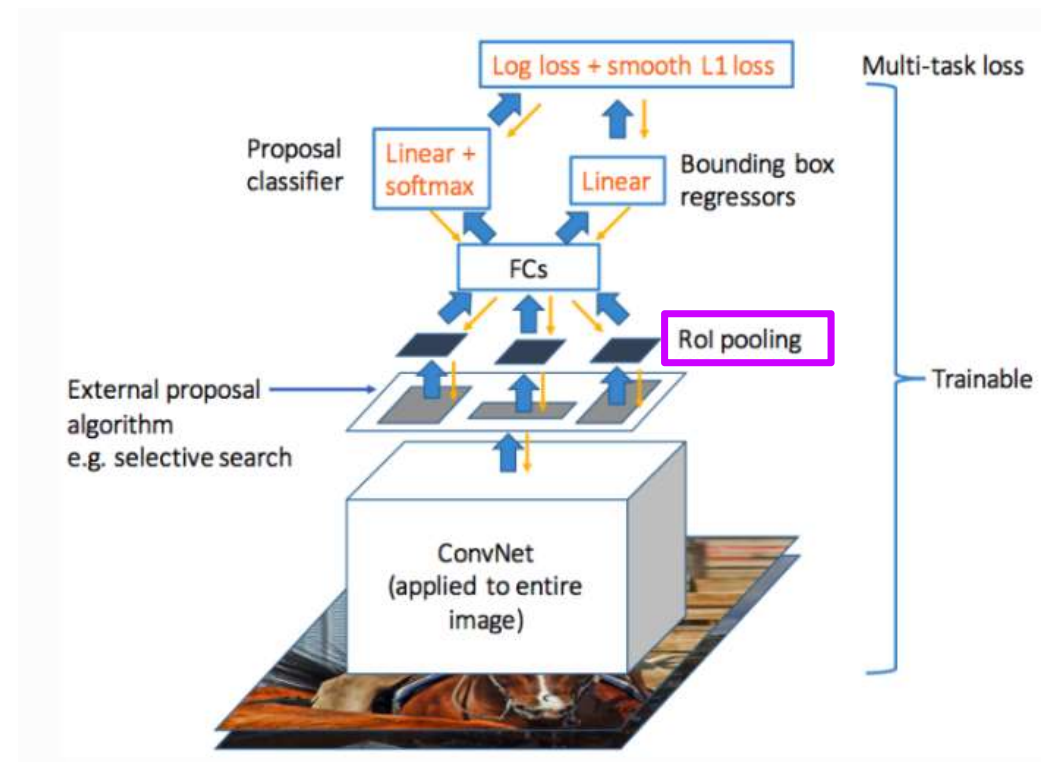 Log loss + smooth L1 loss
Multi-task loss
Proposal
classifier
Linear +
softmax
Linear
Bounding box
regressors
FCs
RoI pooling
External proposal
algorithm
e.g. selective search
Trainable
ConvNet
(applied to entire
image)